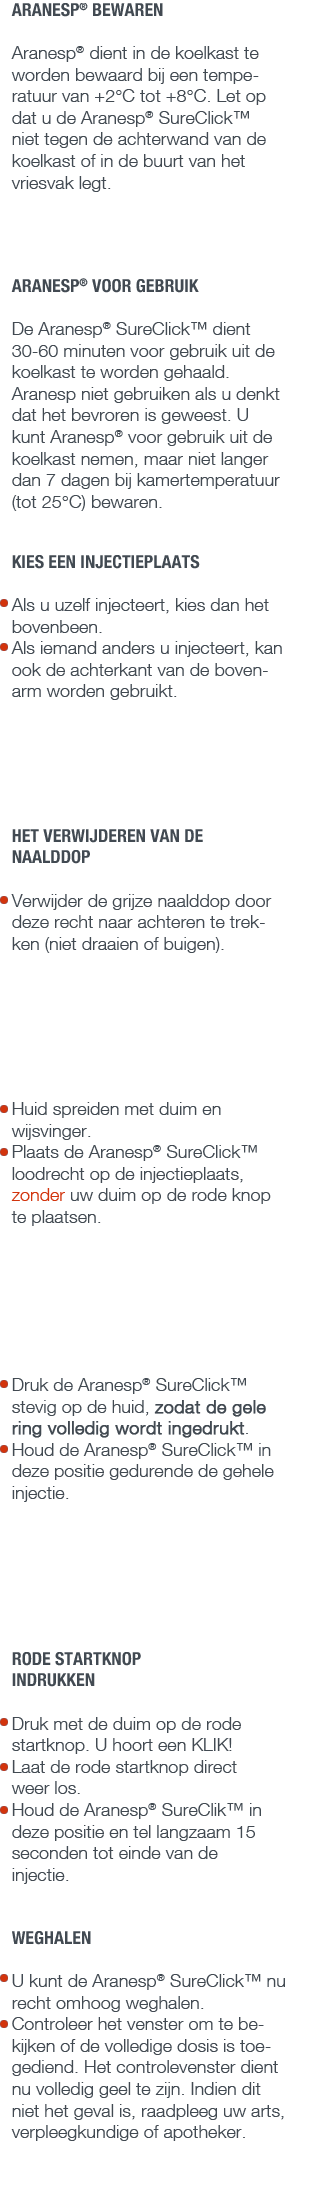 ARANESP® BEWAREN
Aranesp® dient in de koelkast te
worden bewaard bij een tempe-
ratuur van +2°C tot +8°C. Let op
dat u de Aranesp® SureClick™
niet tegen de achterwand van de
koelkast of in de buurt van het
vriesvak legt.
ARANESP® VOOR GEBRUIK
De Aranesp® SureClick™ dient
30-60 minuten voor gebruik uit de
koelkast te worden gehaald.
Aranesp niet gebruiken als u denkt
dat het bevroren is geweest. U
kunt Aranesp® voor gebruik uit de
koelkast nemen, maar niet langer
dan 7 dagen bij kamertemperatuur
(tot 25°C) bewaren.
KIES EEN INJECTIEPLAATS
• Als u uzelf injecteert, kies dan het
bovenbeen.
• Als iemand anders u injecteert, kan
ook de achterkant van de boven-
arm worden gebruikt.
HET VERWIJDEREN VAN DE
NAALDDOP
• Verwijder de grijze naalddop door
deze recht naar achteren te trek-
ken (niet draaien of buigen).
• Huid spreiden met duim en
wijsvinger.
• Plaats de Aranesp® SureClick™
loodrecht op de injectieplaats,
zonder uw duim op de rode knop
te plaatsen.
• Druk de Aranesp® SureClick™
stevig op de huid, zodat de gele
ring volledig wordt ingedrukt.
• Houd de Aranesp® SureClick™ in
deze positie gedurende de gehele
injectie.
RODE STARTKNOP
INDRUKKEN
• Druk met de duim op de rode
startknop. U hoort een KLIK!
• Laat de rode startknop direct
weer los.
• Houd de Aranesp® SureClik™ in
deze positie en tel langzaam 15
seconden tot einde van de
injectie.
WEGHALEN
• U kunt de Aranesp® SureClick™ nu
recht omhoog weghalen.
• Controleer het venster om te be-
kijken of de volledige dosis is toe-
gediend. Het controlevenster dient
nu volledig geel te zijn. Indien dit
niet het geval is, raadpleeg uw arts,
verpleegkundige of apotheker.